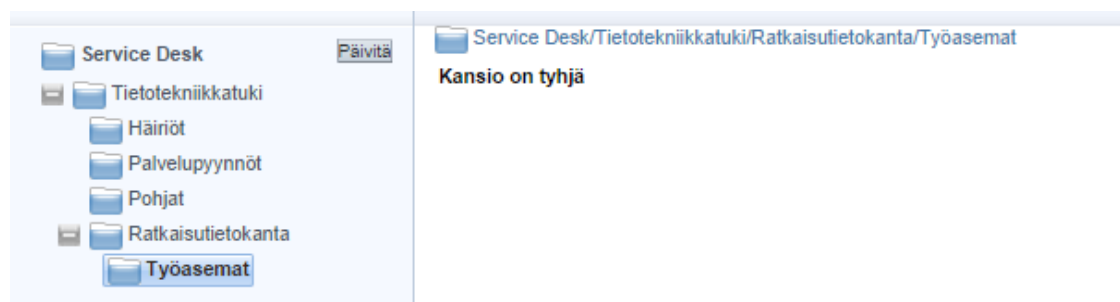 Service Desk
Päivitä
Tietotekniikkatuki
Häiriöt
Palvelupyynnöt
Pohjat
Ratkaisutietokanta
Työasemat
Service Desk/Tietotekniikkatuki/Ratkaisutietokanta/Työasemat
Kansio on tyhjä